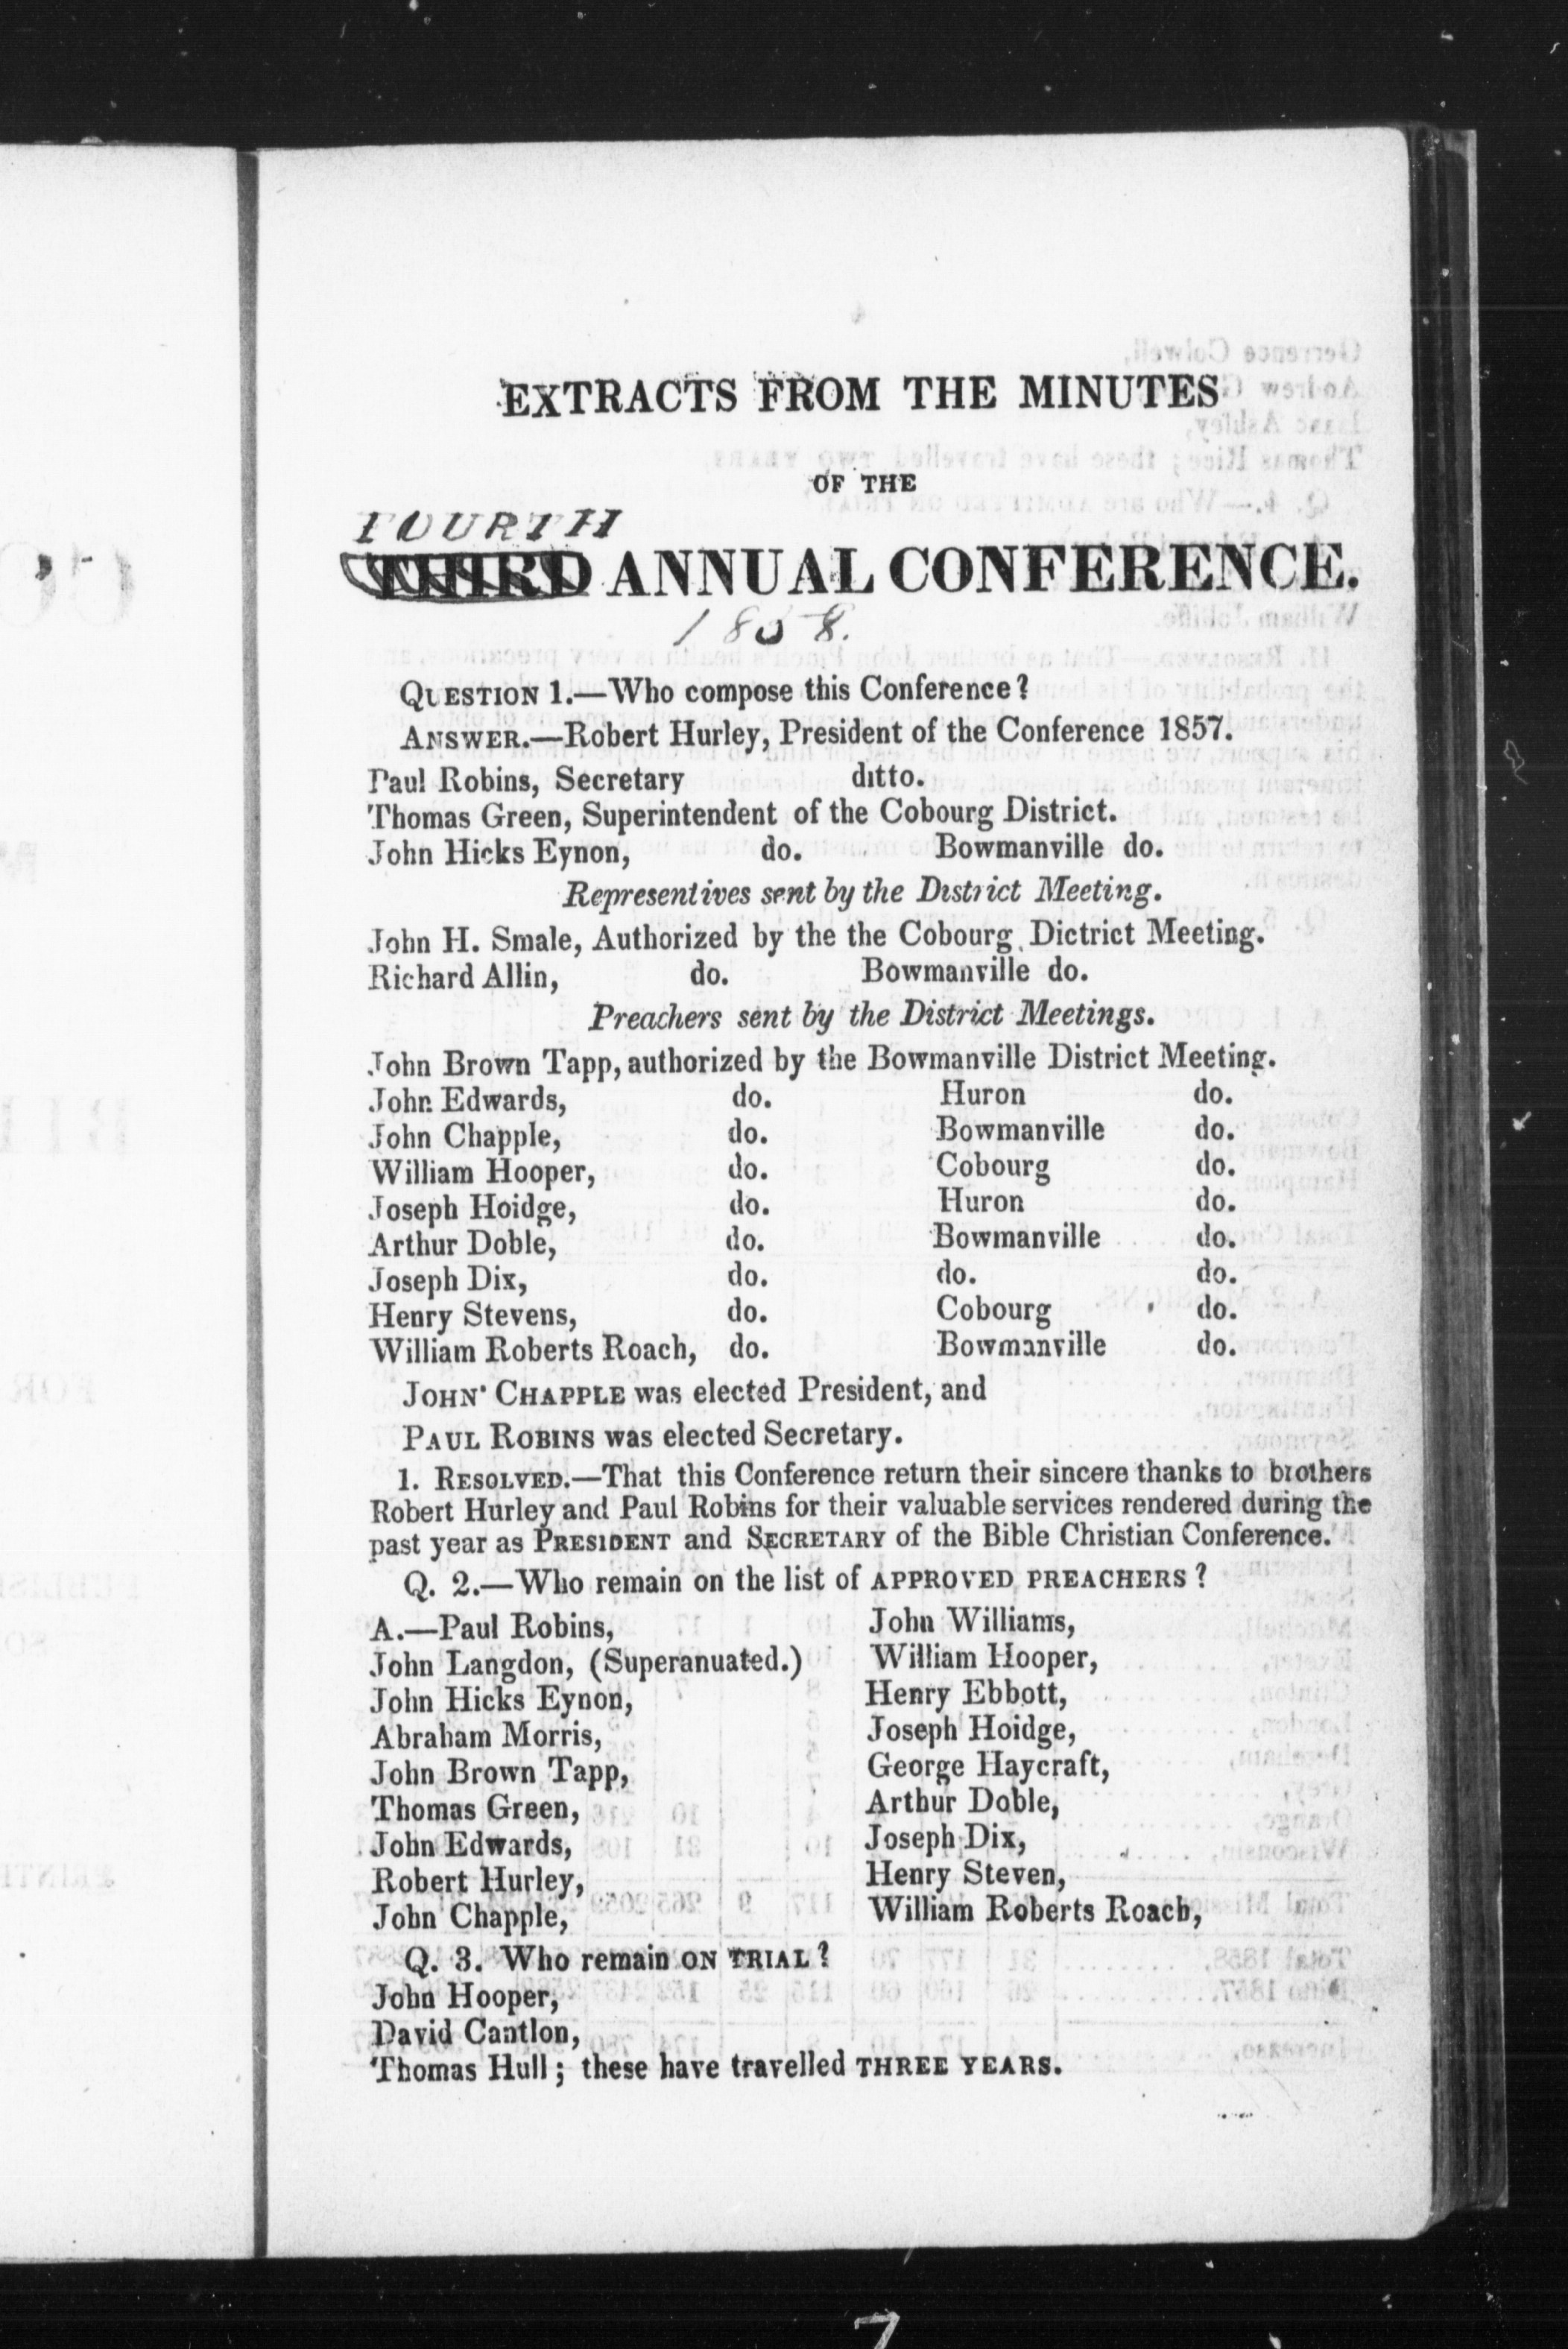 EXTRACTS FROM THE MINUTES
OF THE
FOURTH
THIRD ANNUAL CONFERENCE.
1858.
QUESTION 1.—Who compose this Conference?
ANSWER.—Robert Hurley, President of the Conference 1857.
Paul Robins, Secretary ditto.
Thomas Green, Superintendent of the Cobourg District.
John Hicks Eynon, do. Bowmanville do.
Representives sent by the District Meeting.
John H. Smale, Authorized by the the Cobourg Dictrict Meeting.
Richard Allin, do. Bowmanville do.
Preachers sent by the District Meetings.
John Brown Tapp, authorized by the Bowmanville District Meeting.
John Edwards, do. Huron do.
John Chapple, do. Bowmanville do.
William Hooper, do. Cobourg do.
Joseph Hoidge, do. Huron do.
Arthur Doble, do. Bowmanville do.
Joseph Dix, do. do. do.
Henry Stevens, do. Cobourg do.
William Roberts Roach, do. Bowmanville do.
JOHN CHAPPLE was elected President, and
PAUL ROBINS was elected Secretary.
1. RESOLVED.—That this Conference return their sincere thanks to brothers
Robert Hurley and Paul Robins for their valuable services rendered during the
past year as PRESIDENT and SECRETARY of the Bible Christian Conference.
Q. 2.—Who remain on the list of APPROVED PREACHERS?
A.—Paul Robins,
John Langdon, (Superanuated.)
John Hicks Eynon,
Abraham Morris,
John Brown Tapp,
Thomas Green,
John Edwards,
Robert Hurley,
John Chapple,
John Williams,
William Hooper,
Henry Ebbott,
Joseph Hoidge,
George Haycraft,
Arthur Doble,
Joseph Dix,
Henry Steven,
William Roberts Roach,
Q. 3. Who remain ON TRIAL?
John Hooper,
David Cantlon,
Thomas Hull; these have travelled THREE YEARS.
7